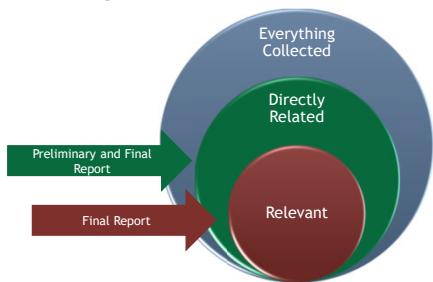 Everything
Collected
Directly
Related
Preliminary and Final
Report
Final Report
Relevant